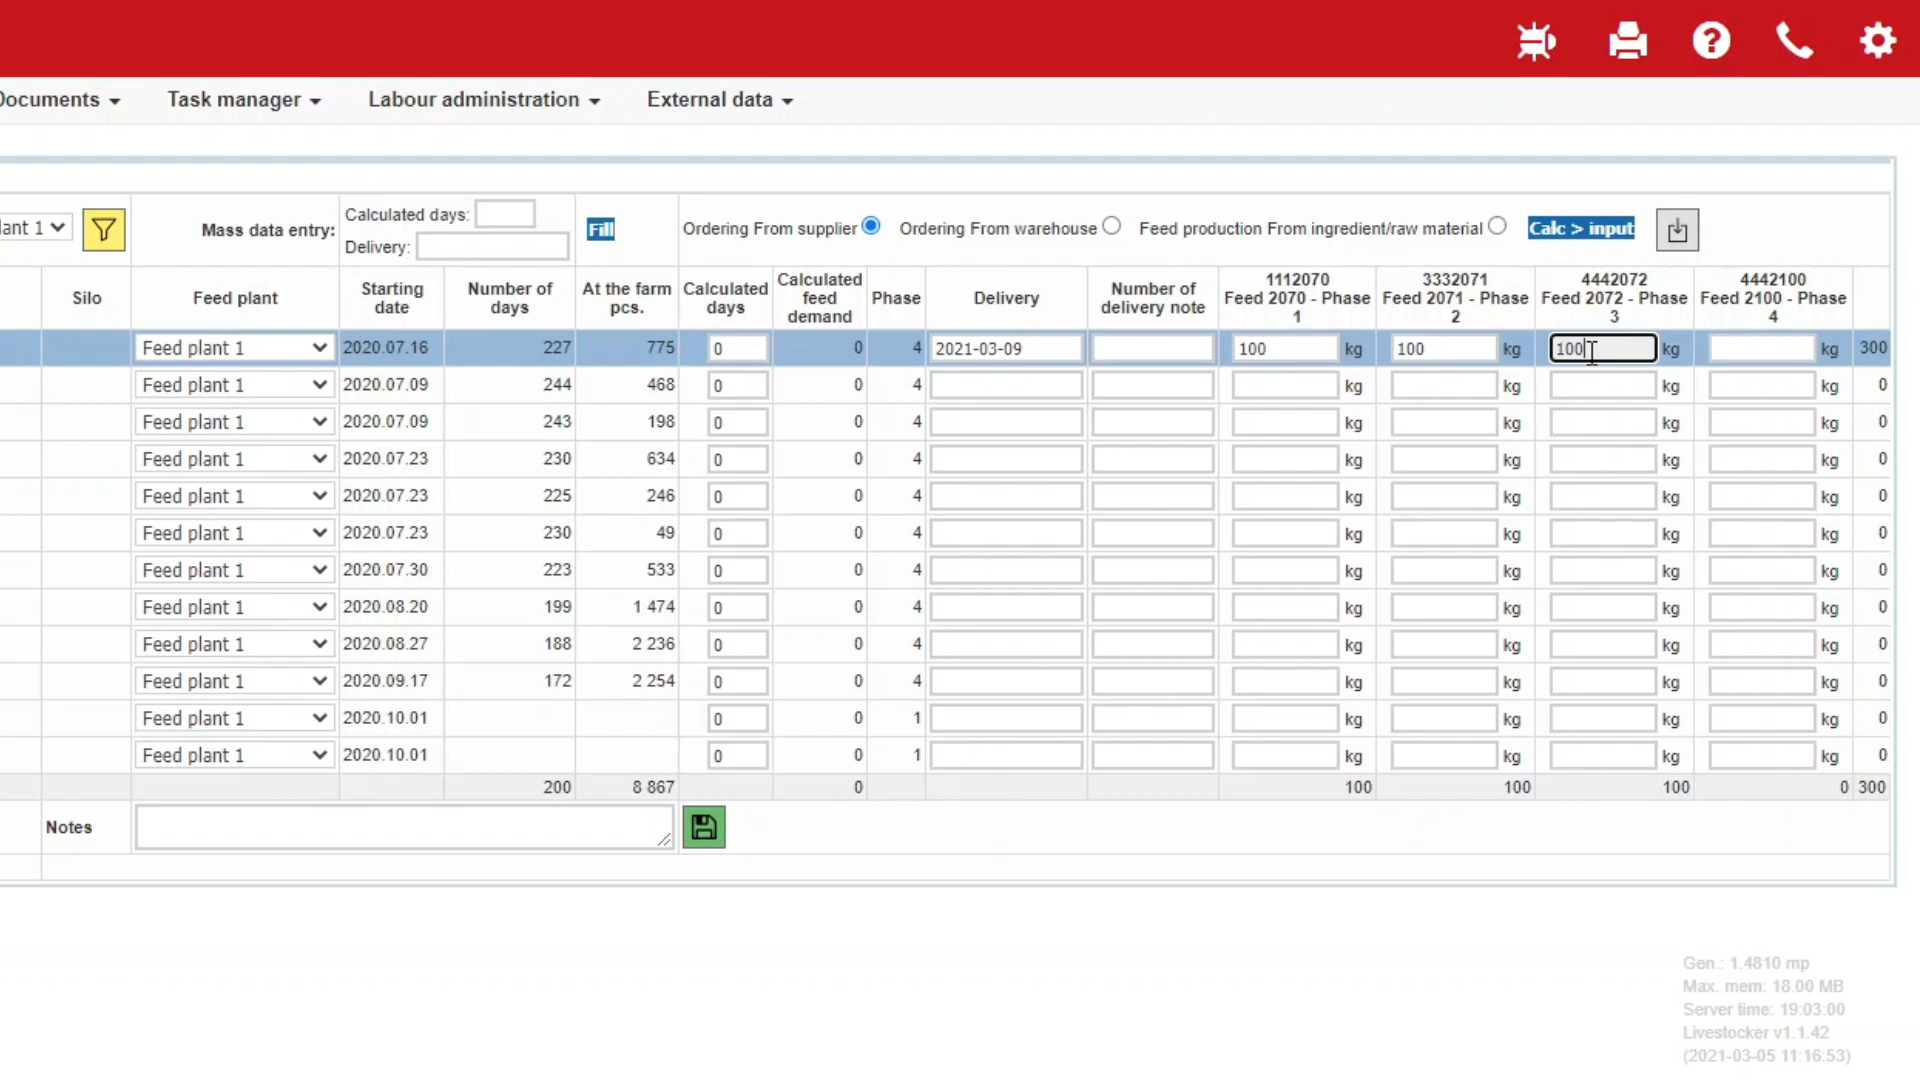 Documents Task manager Labour administration External data
lant 1 Mass data entry: Calculated days: Fill Ordering From supplier Ordering From warehouse Feed production From ingredient/raw material Calc > input
Delivery:
Silo Feed plant Starting date Number of days At the farm pcs. Calculated days Calculated feed demand Phase Delivery Number of delivery note 1112070 Feed 2070 - Phase 1 3332071 Feed 2071 - Phase 2 4442072 Feed 2072 - Phase 3 4442100 Feed 2100 - Phase 4
Feed plant 1 2020.07.16 227 775 0 0 4 2021-03-09 100 kg 100 kg 100 kg kg 300
Feed plant 1 2020.07.09 244 468 0 0 4 kg kg kg kg 0
Feed plant 1 2020.07.09 243 198 0 0 4 kg kg kg kg 0
Feed plant 1 2020.07.23 230 634 0 0 4 kg kg kg kg 0
Feed plant 1 2020.07.23 225 246 0 0 4 kg kg kg kg 0
Feed plant 1 2020.07.23 230 49 0 0 4 kg kg kg kg 0
Feed plant 1 2020.07.30 223 533 0 0 4 kg kg kg kg 0
Feed plant 1 2020.08.20 199 1 474 0 0 4 kg kg kg kg 0
Feed plant 1 2020.08.27 188 2 236 0 0 4 kg kg kg kg 0
Feed plant 1 2020.09.17 172 2 254 0 0 4 kg kg kg kg 0
Feed plant 1 2020.10.01 0 0 1 kg kg kg kg 0
Feed plant 1 2020.10.01 0 0 1 kg kg kg kg 0
200 8 867 0 100 100 100 0 300
Notes
Gen.: 1.4810 mp
Max. mem: 18.00 MB
Server time: 19:03:00
Livestocker v1.1.42
(2021-03-05 11:16:53)